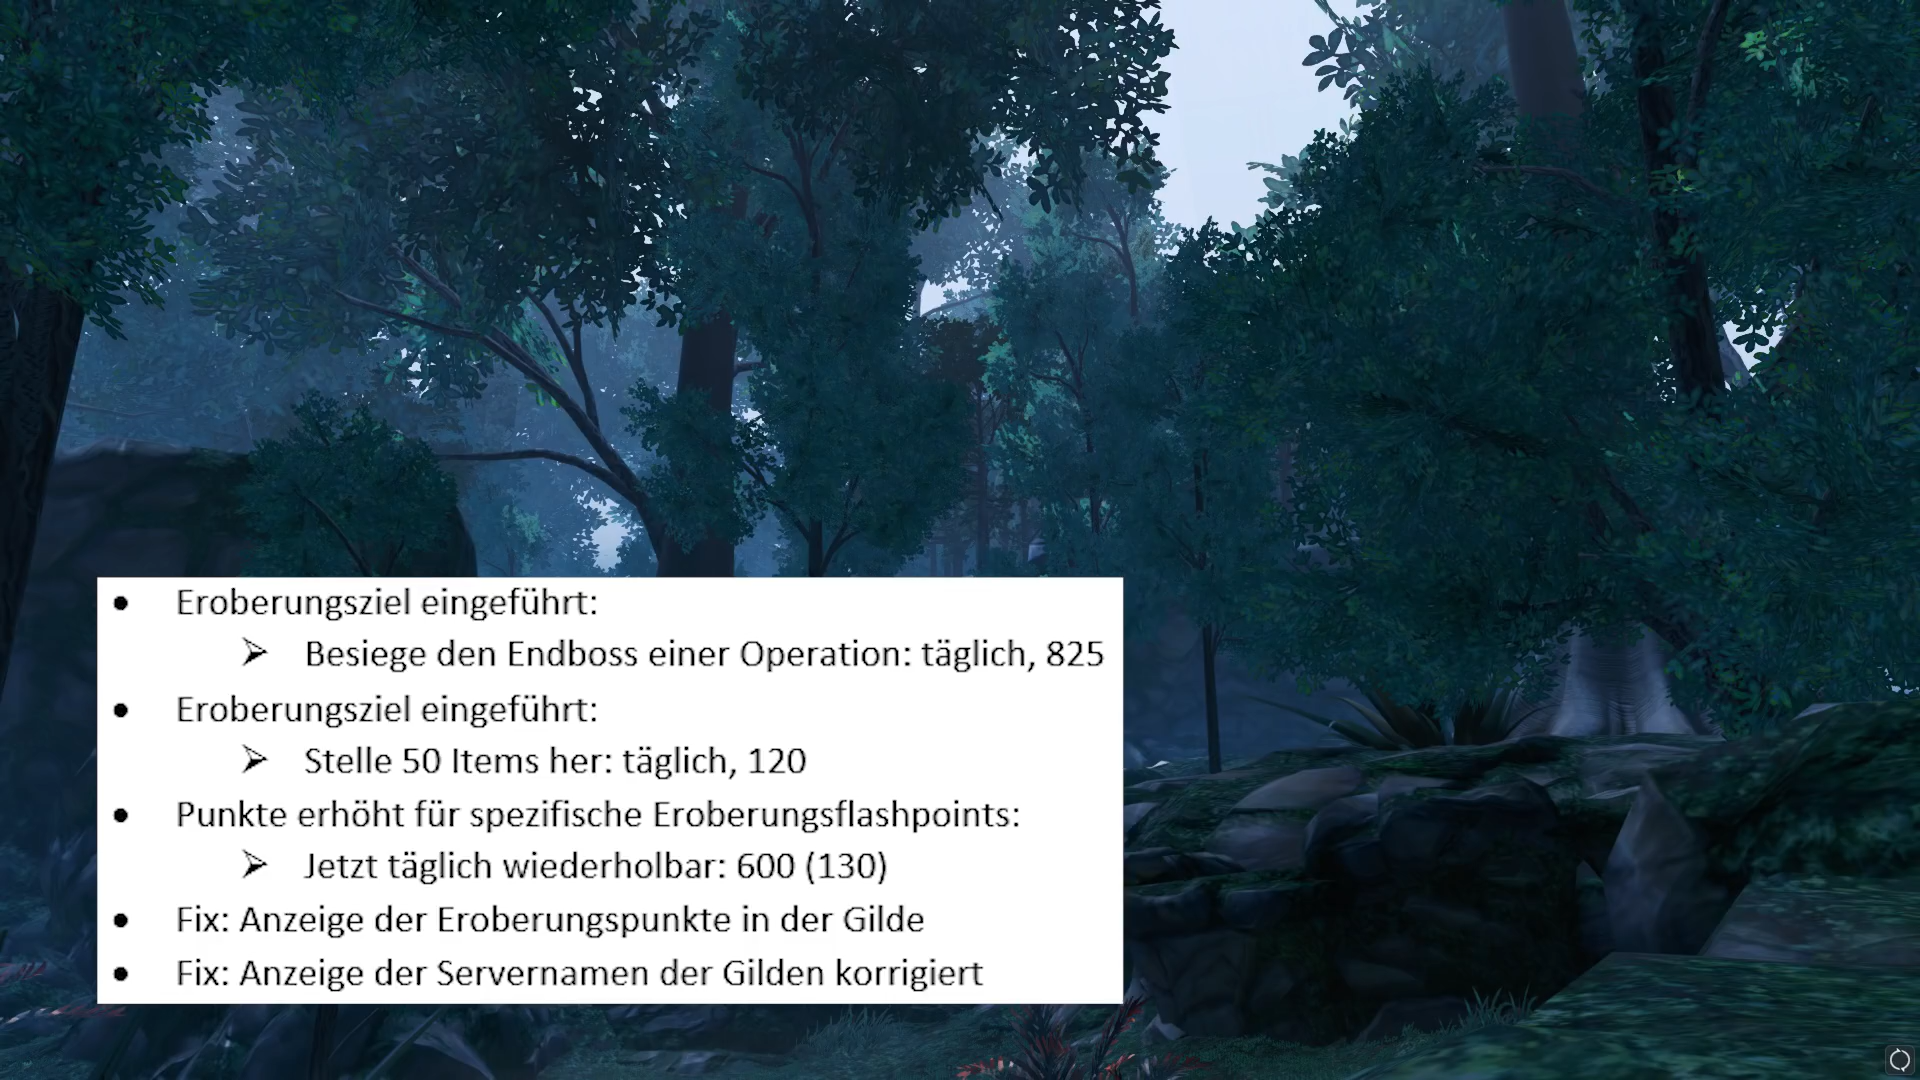 • Eroberungsziel eingeführt:
➢ Besiege den Endboss einer Operation: täglich, 825
• Eroberungsziel eingeführt:
➢ Stelle 50 Items her: täglich, 120
• Punkte erhöht für spezifische Eroberungsflashpoints:
➢ Jetzt täglich wiederholbar: 600 (130)
• Fix: Anzeige der Eroberungspunkte in der Gilde
• Fix: Anzeige der Servernamen der Gilden korrigiert